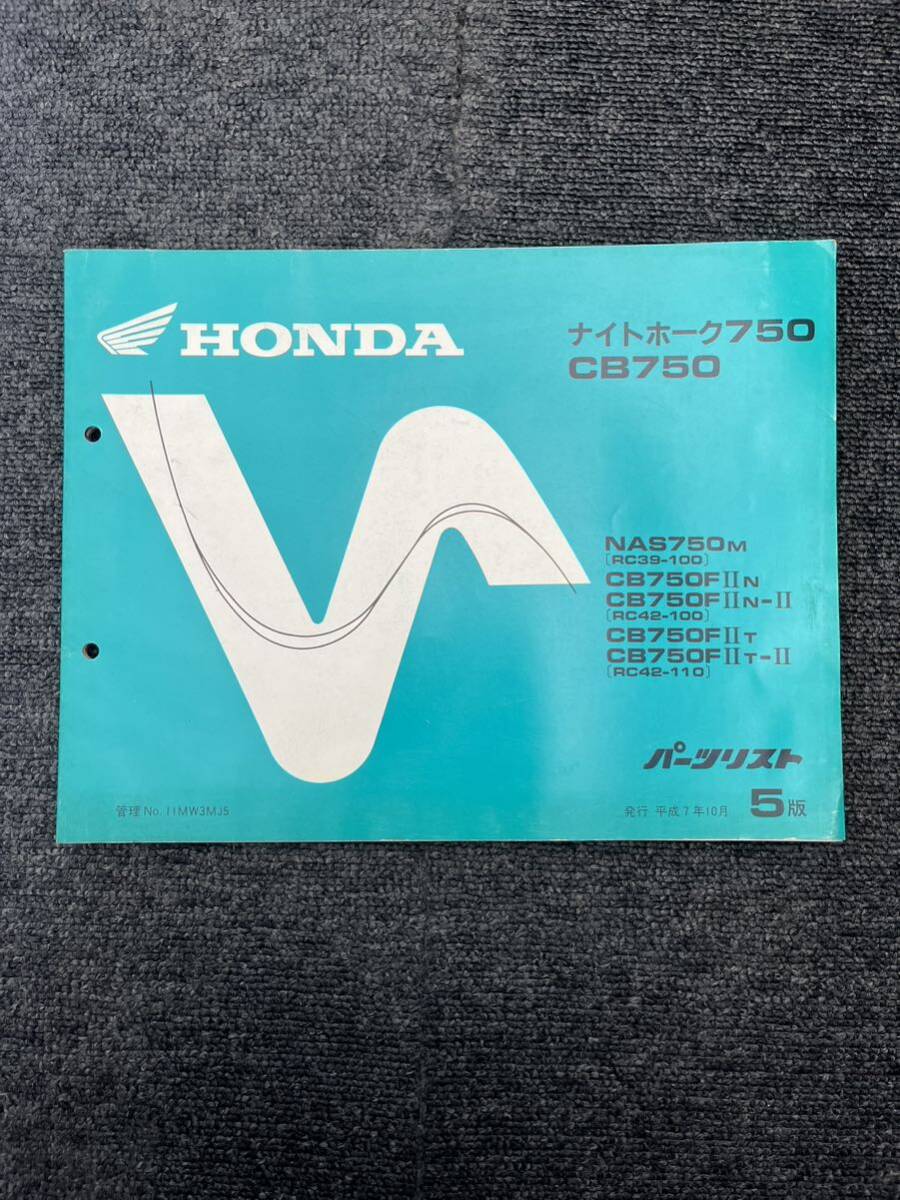 HONDA
ナイトホーク750
CB750
NAS750M
〔RC39-100〕
CB750FⅡN
CB750FⅡN-Ⅱ
〔RC42-100〕
CB750FⅡT
CB750FⅡT-Ⅱ
〔RC42-110〕
パーツリスト
管理 No. 11MW3MJ5
発行 平成7年10月 5版